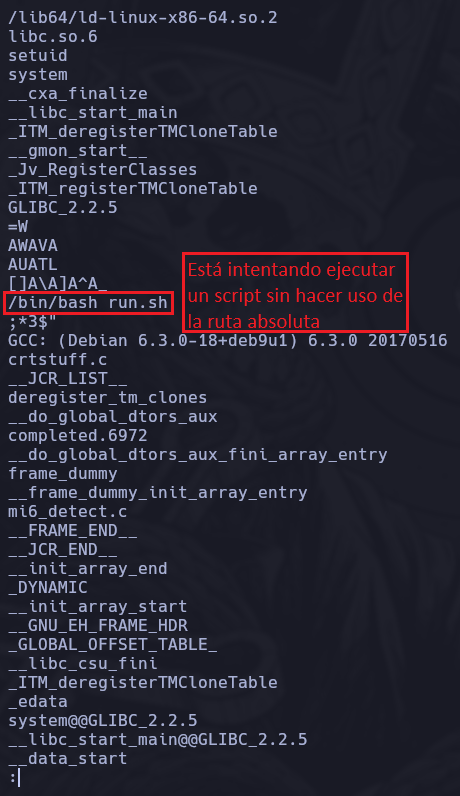 /lib64/ld-linux-x86-64.so.2
libc.so.6
setuid
system
__cxa_finalize
__libc_start_main
_ITM_deregisterTMCloneTable
__gmon_start__
_Jv_RegisterClasses
_ITM_registerTMCloneTable
GLIBC_2.2.5
=W
AWAVA
AUATL
[]A\A]A^A_
/bin/bash run.sh
Está intentando ejecutar
un script sin hacer uso de
la ruta absoluta
;*3$"
GCC: (Debian 6.3.0-18+deb9u1) 6.3.0 20170516
crtstuff.c
__JCR_LIST__
deregister_tm_clones
__do_global_dtors_aux
completed.6972
__do_global_dtors_aux_fini_array_entry
frame_dummy
__frame_dummy_init_array_entry
mi6_detect.c
__FRAME_END__
__JCR_END__
__init_array_end
_DYNAMIC
__init_array_start
__GNU_EH_FRAME_HDR
_GLOBAL_OFFSET_TABLE_
__libc_csu_fini
_ITM_deregisterTMCloneTable
_edata
system@@GLIBC_2.2.5
__libc_start_main@@GLIBC_2.2.5
__data_start
: